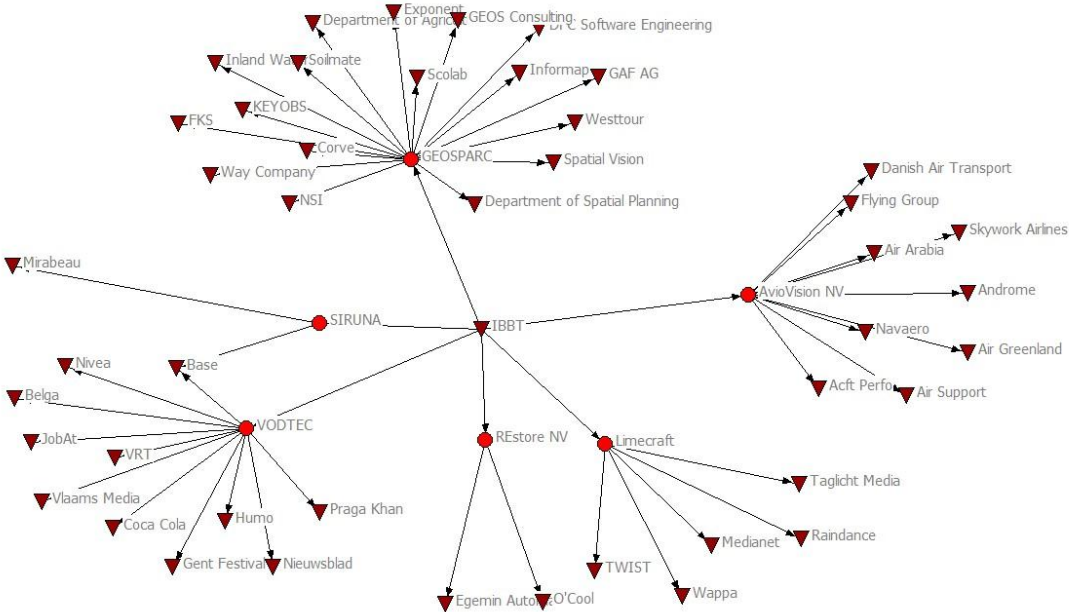 Exponent
Department of Agricult
GEOS Consulting
DFC Software Engineering
Inland Wa
Soilmate
Scolab
Informap
GAF AG
KEYOBS
FKS
Westtour
Corve
GEOSPARC
Spatial Vision
Way Company
NSI
Department of Spatial Planning
Danish Air Transport
Flying Group
Skywork Airlines
Air Arabia
Mirabeau
AvioVision NV
Androme
SIRUNA
IBBT
Navaero
Air Greenland
Nivea
Base
Acft Perfo
Air Support
Belga
VODTEC
JobAt
REstore NV
Limecraft
VRT
Taglicht Media
Vlaams Media
Praga Khan
Coca Cola
Humo
Medianet
Raindance
Gent Festival
Nieuwsblad
TWIST
Wappa
Egemin Autom
O'Cool